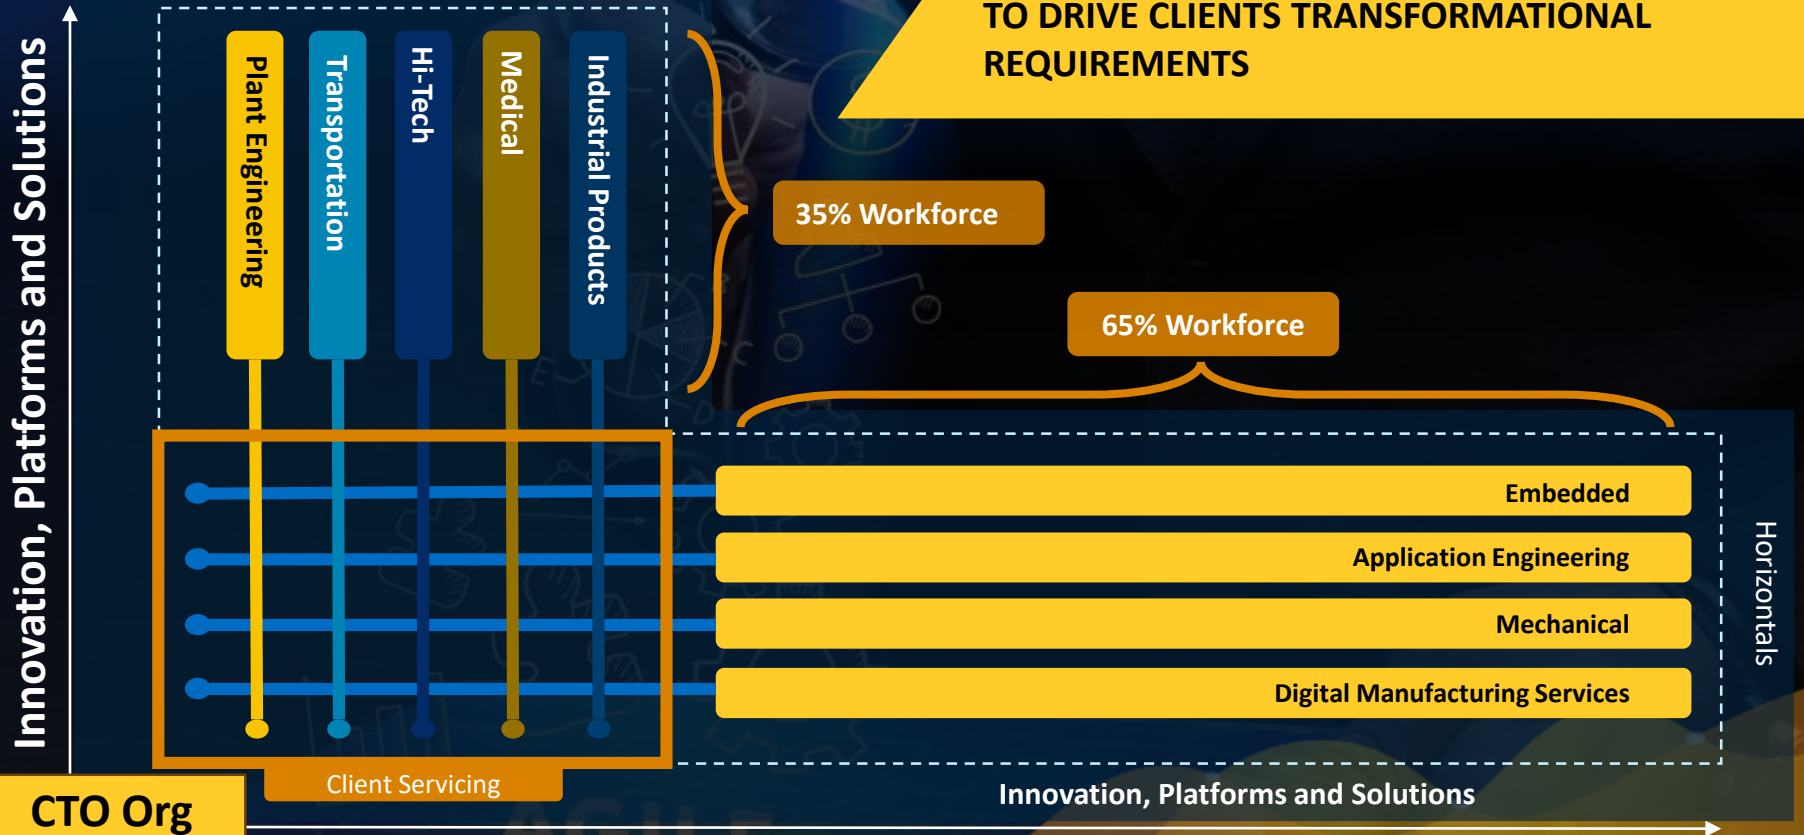 TO DRIVE CLIENTS TRANSFORMATIONAL
REQUIREMENTS
Innovation, Platforms and Solutions
Plant Engineering
Transportation
Hi-Tech
Medical
Industrial Products
35% Workforce
65% Workforce
Embedded
Application Engineering
Mechanical
Digital Manufacturing Services
Horizontals
Client Servicing
Innovation, Platforms and Solutions
CTO Org
AGILE
B
C
D
E